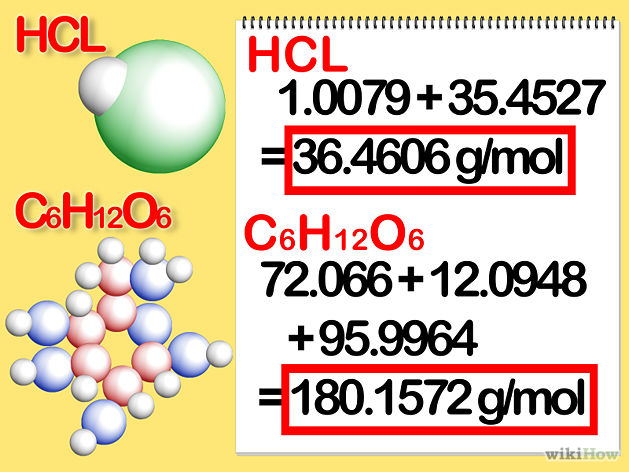 HCL
C6H12O6
HCL
1.0079 + 35.4527
= 36.4606 g/mol
C6H12O6
72.066 + 12.0948
+ 95.9964
= 180.1572 g/mol
wikiHow